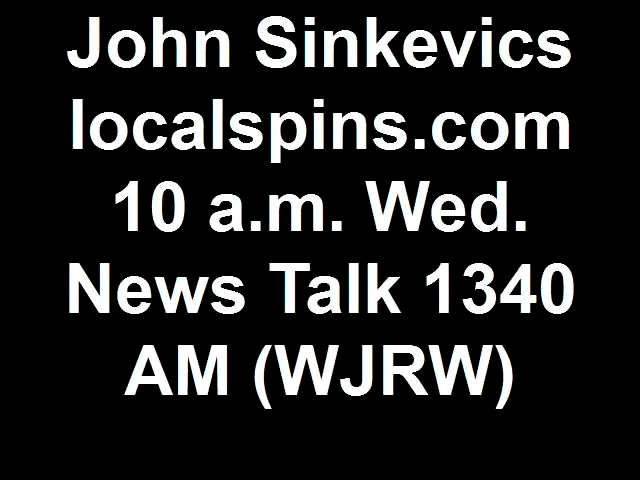 John Sinkevics
localspins.com
10 a.m. Wed.
News Talk 1340
AM (WJRW)